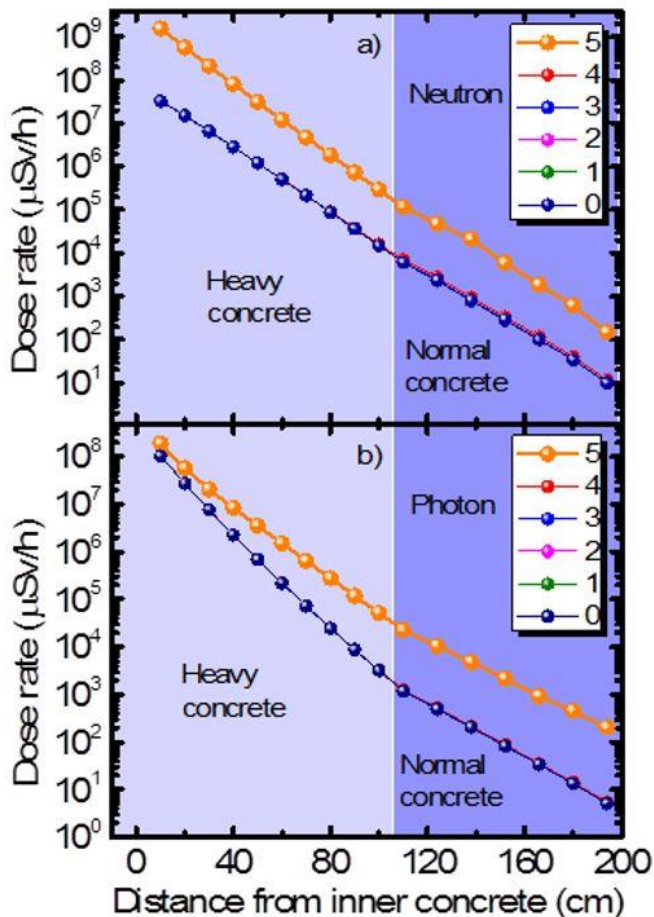 10⁹
10⁸
10⁷
10⁶
10⁵
10⁴
10³
10²
10¹
Dose rate (μSv/h)
a)
Neutron
5
4
3
2
1
0
Heavy
concrete
Normal
concrete
10⁸
10⁷
10⁶
10⁵
10⁴
10³
10²
10¹
10⁰
Dose rate (μSv/h)
b)
Photon
5
4
3
2
1
0
Heavy
concrete
Normal
concrete
0 40 80 120 160 200
Distance from inner concrete (cm)